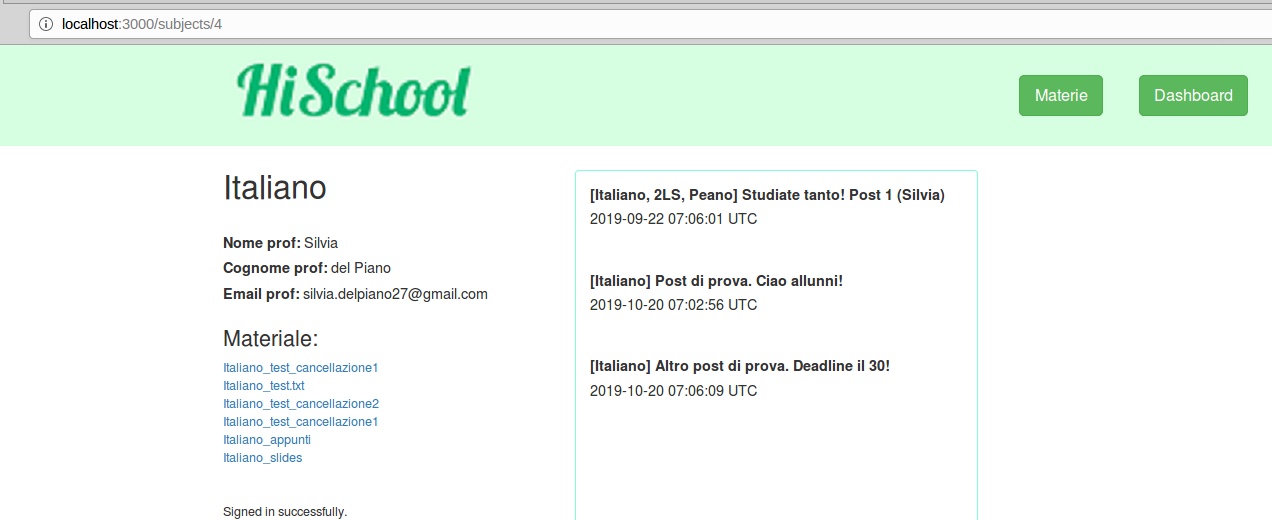 localhost:3000/subjects/4
HiSchool
Materie
Dashboard
Italiano
Nome prof: Silvia
Cognome prof: del Piano
Email prof: silvia.delpiano27@gmail.com
Materiale:
Italiano_test_cancellazione1
Italiano_test.txt
Italiano_test_cancellazione2
Italiano_test_cancellazione1
Italiano_appunti
Italiano_slides
Signed in successfully.
[Italiano, 2LS, Peano] Studiate tanto! Post 1 (Silvia)
2019-09-22 07:06:01 UTC
[Italiano] Post di prova. Ciao allunni!
2019-10-20 07:02:56 UTC
[Italiano] Altro post di prova. Deadline il 30!
2019-10-20 07:06:09 UTC